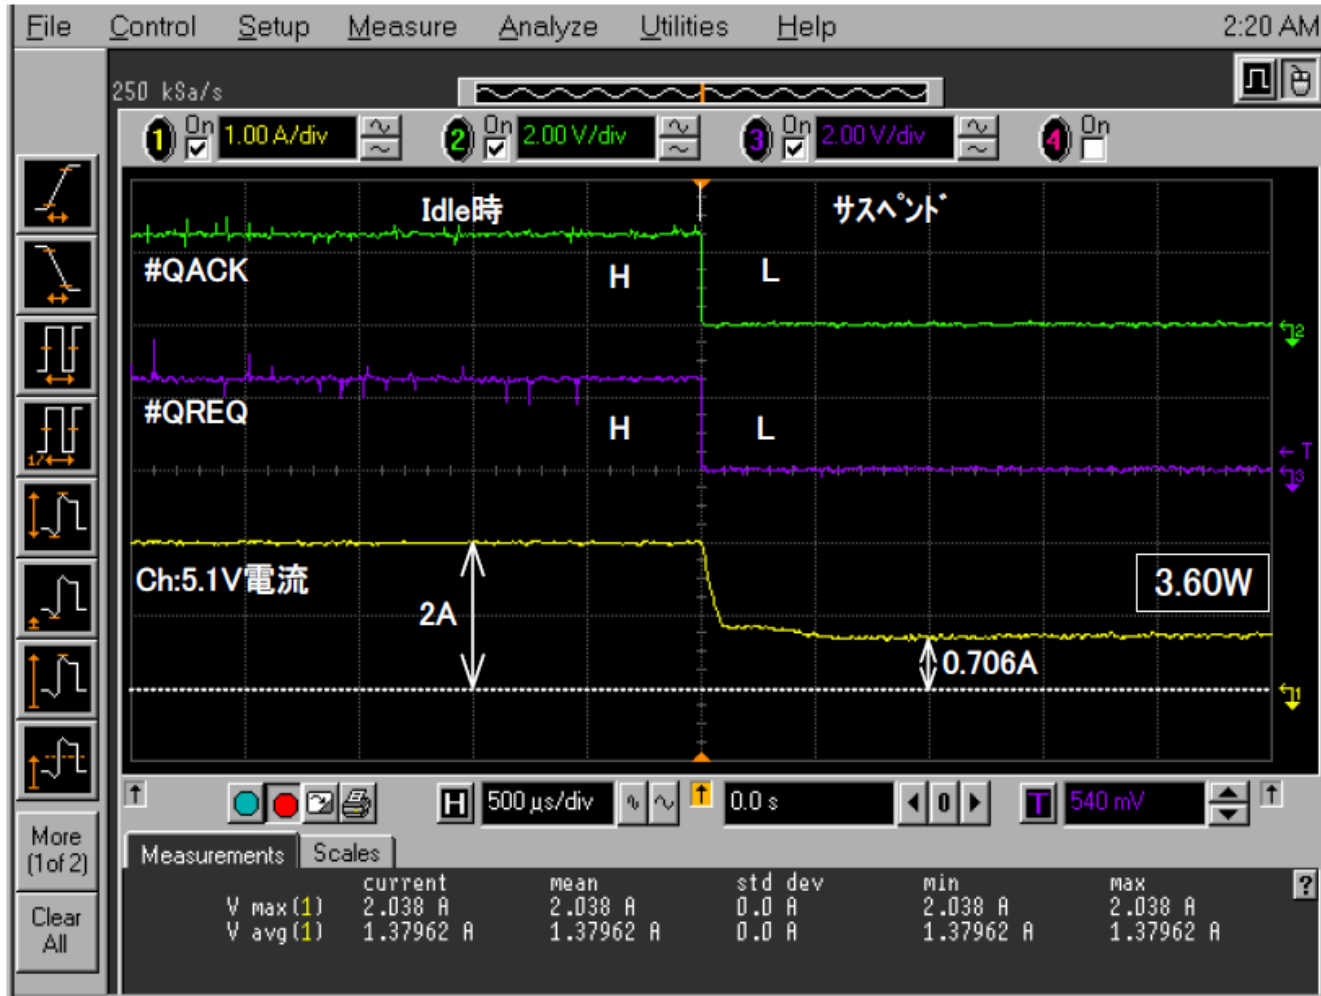 File Control Setup Measure Analyze Utilities Help 2:20 AM
250 kSa/s
1 On 1.00 A/div 2 On 2.00 V/div 3 On 2.00 V/div 4 On
Idle時 サスペンド
#QACK H L
2
#QREQ H L
T
3
Ch:5.1V電流 3.60W
2A
0.706A
1
H 500 µs/div 0.0 s 0 T 540 mV
More
(1of 2)
Clear
All
Measurements Scales
current mean std dev min max ?
V max(1) 2.038 A 2.038 A 0.0 A 2.038 A 2.038 A
V avg(1) 1.37962 A 1.37962 A 0.0 A 1.37962 A 1.37962 A
1/